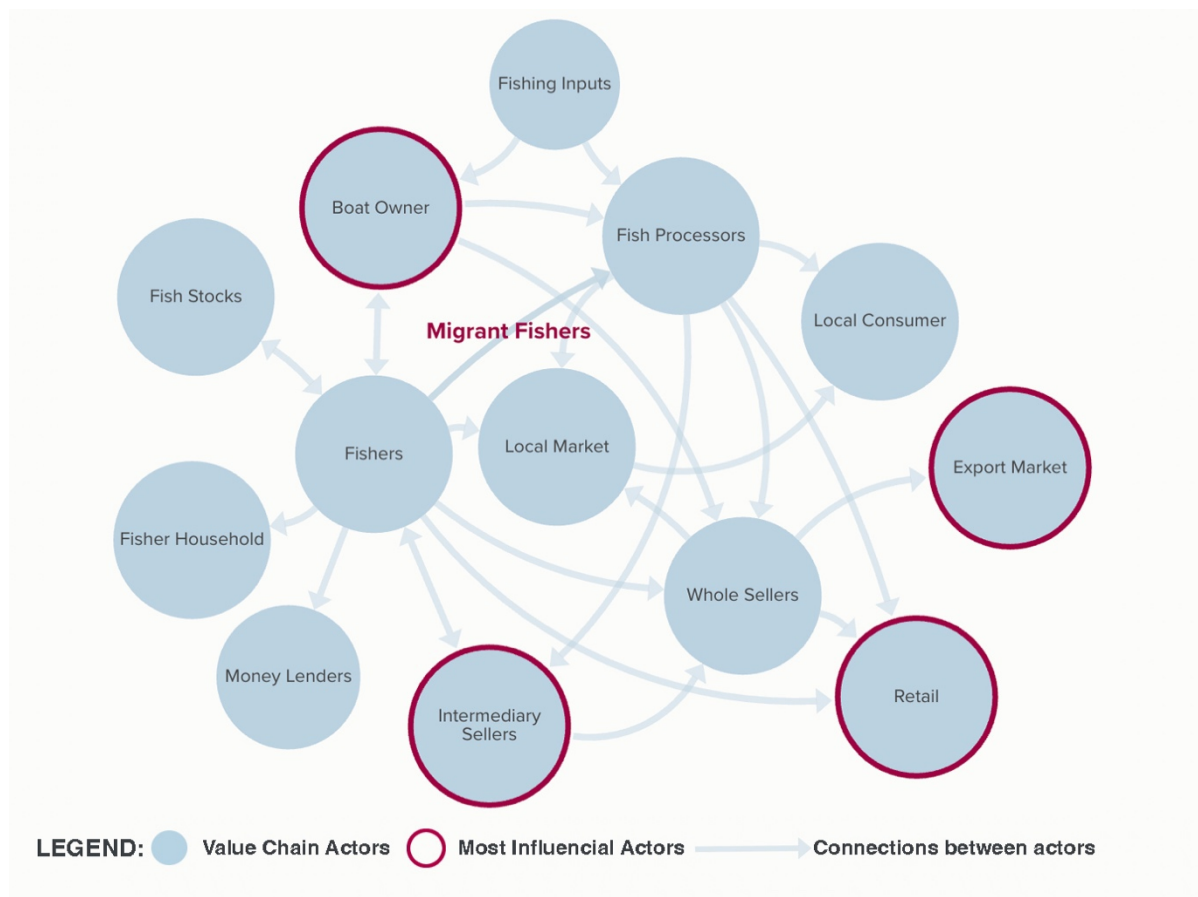 Fishing Inputs
Boat Owner
Fish Processors
Fish Stocks
Local Consumer
Migrant Fishers
Fishers
Local Market
Export Market
Fisher Household
Whole Sellers
Money Lenders
Retail
Intermediary
Sellers
LEGEND: Value Chain Actors Most Influencial Actors Connections between actors